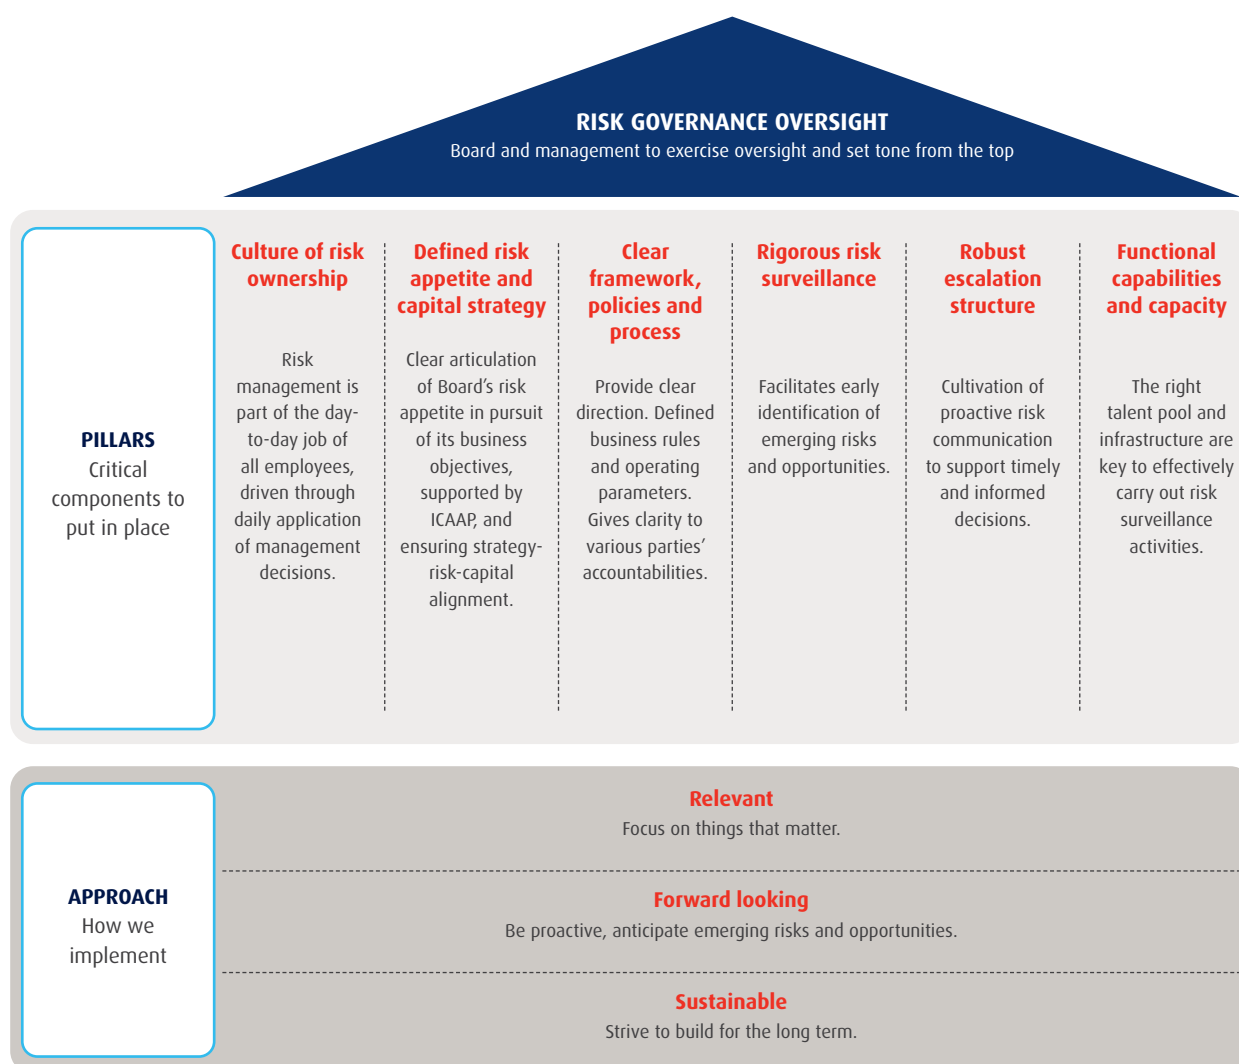 RISK GOVERNANCE OVERSIGHT
Board and management to exercise oversight and set tone from the top
PILLARS
Critical
components to
put in place
Culture of risk
ownership
Risk
management is
part of the day-
to-day job of
all employees,
driven through
daily application
of management
decisions.
Defined risk
appetite and
capital strategy
Clear articulation
of Board’s risk
appetite in pursuit
of its business
objectives,
supported by
ICAAP, and
ensuring strategy-
risk-capital
alignment.
Clear
framework,
policies and
process
Provide clear
direction. Defined
business rules
and operating
parameters.
Gives clarity to
various parties’
accountabilities.
Rigorous risk
surveillance
Facilitates early
identification of
emerging risks
and opportunities.
Robust
escalation
structure
Cultivation of
proactive risk
communication
to support timely
and informed
decisions.
Functional
capabilities
and capacity
The right
talent pool and
infrastructure are
key to effectively
carry out risk
surveillance
activities.
APPROACH
How we
implement
Relevant
Focus on things that matter.
Forward looking
Be proactive, anticipate emerging risks and opportunities.
Sustainable
Strive to build for the long term.